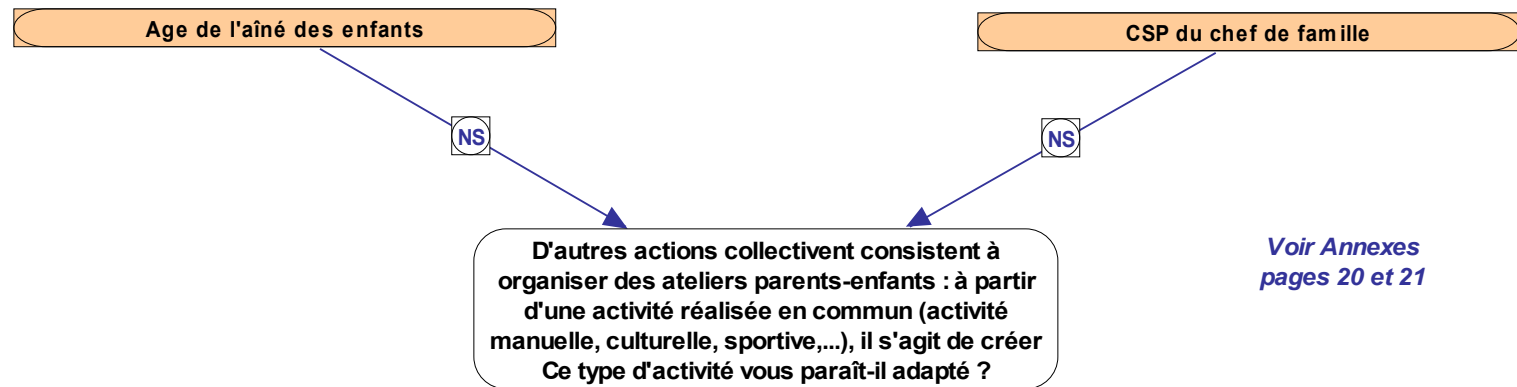 Age de l'aîné des enfants
CSP du chef de famille
NS
NS
D'autres actions collectivent consistent à
organiser des ateliers parents-enfants : à partir
d'une activité réalisée en commun (activité
manuelle, culturelle, sportive,...), il s'agit de créer
Ce type d'activité vous paraît-il adapté ?
Voir Annexes
pages 20 et 21